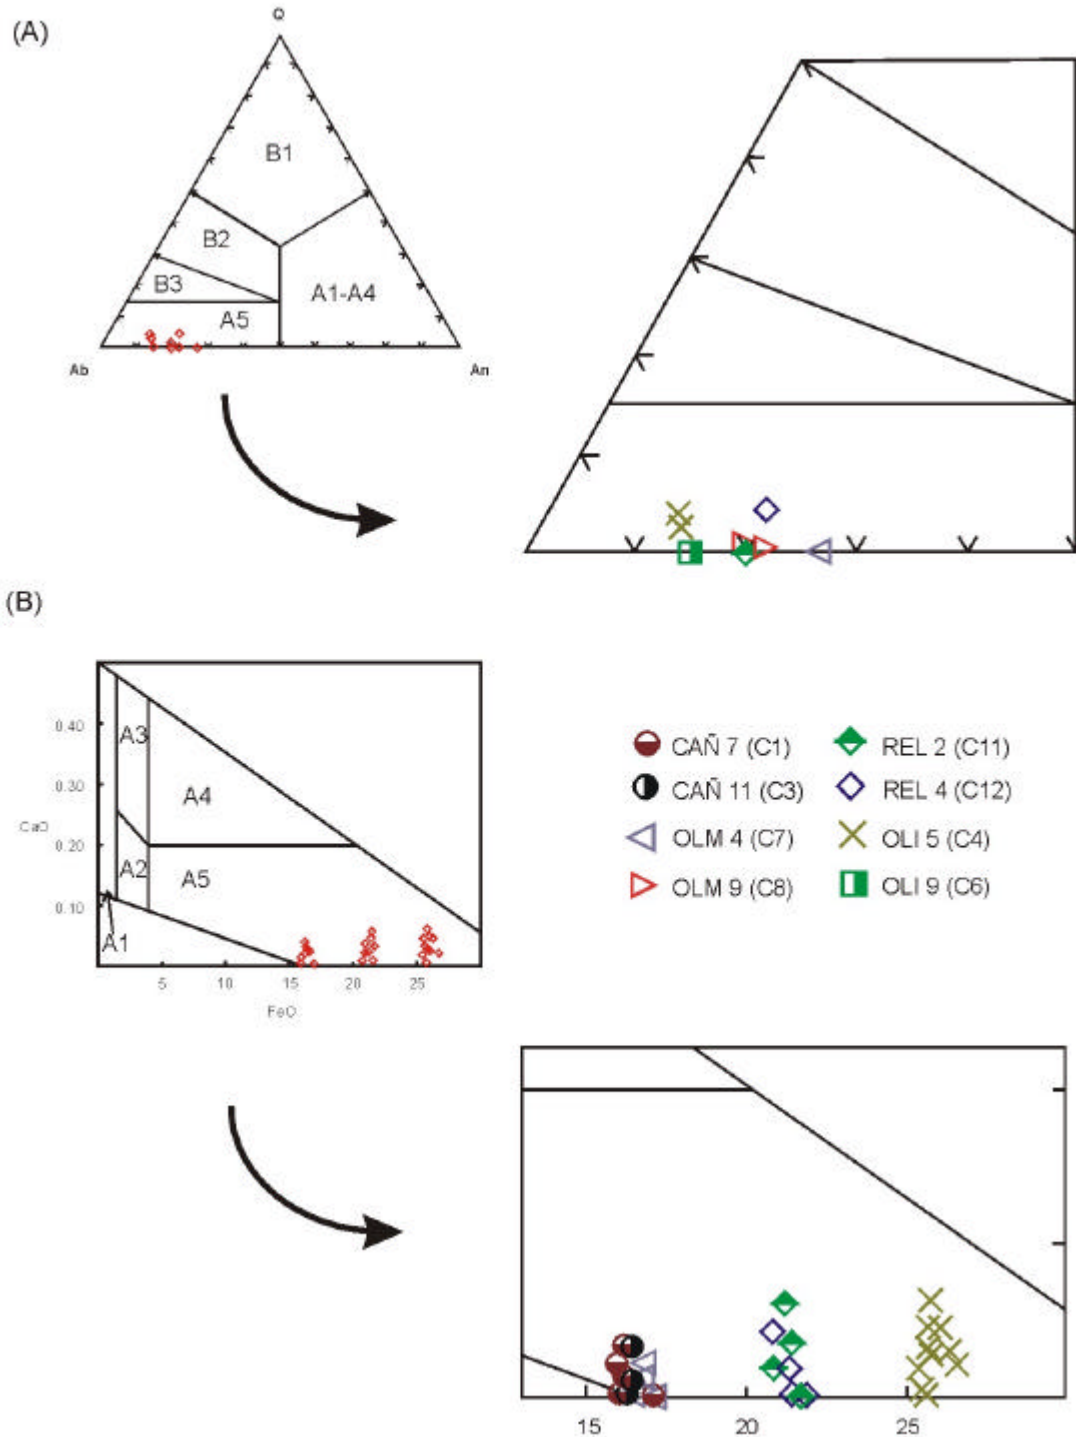 (A)
Q
B1
B2
B3
A1-A4
A5
Ab
An
(B)
0.40
0.30
CaO
0.20
0.10
A3
A4
A2
A5
A1
5
10
15
20
25
FeO
CAÑ 7 (C1)
REL 2 (C11)
CAÑ 11 (C3)
REL 4 (C12)
OLM 4 (C7)
OLI 5 (C4)
OLM 9 (C8)
OLI 9 (C6)
15
20
25